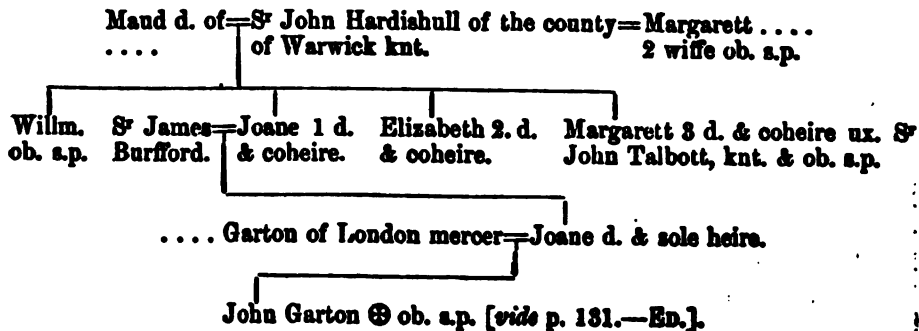 Maud d. of=Sr John Hardishull of the county=Margarett ....
.... of Warwick knt. 2 wiffe ob. s.p.
Willm. Sr James=Joane 1 d. Elizabeth 2. d. Margarett 3 d. & coheire ux. Sr
ob. s.p. Burfford. & coheire. & coheire. John Talbott, knt. & ob. s.p.
.... Garton of London mercer=Joane d. & sole heire.
John Garton ⊕ ob. s.p. [vide p. 131.—ED.].